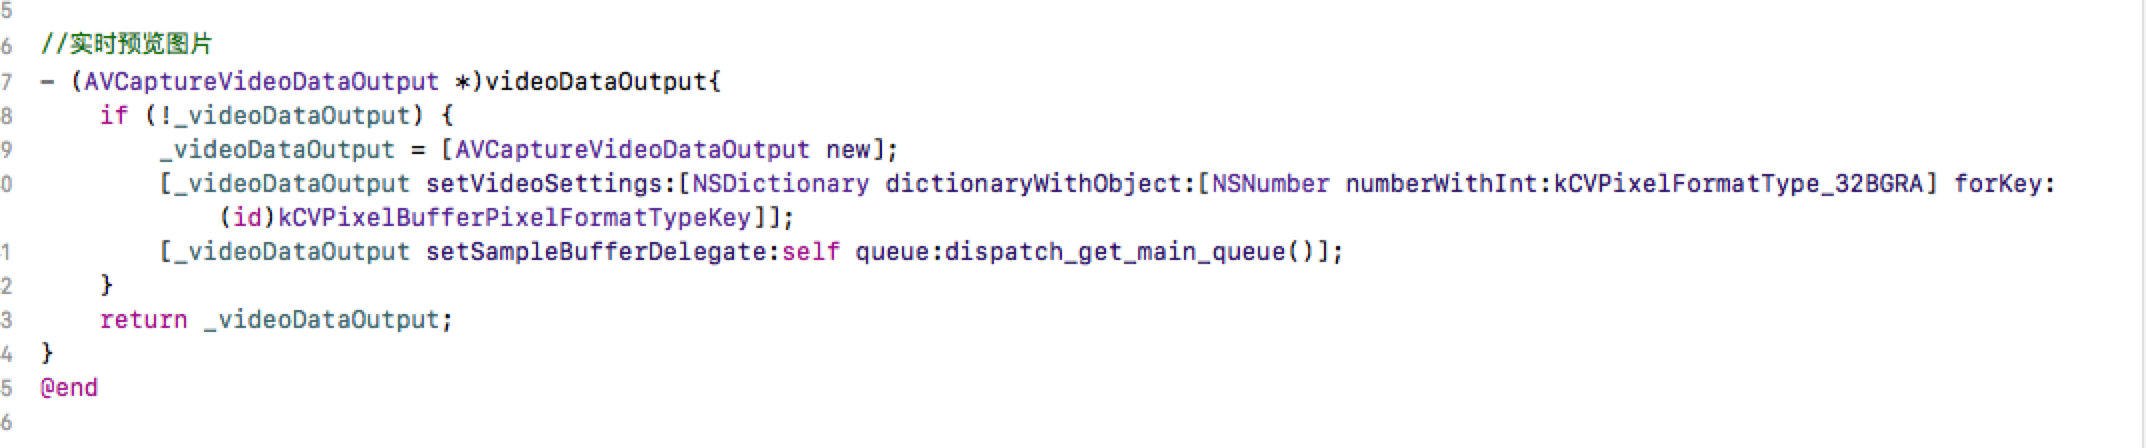 5
6 //实时预览图片
7 - (AVCaptureVideoDataOutput *)videoDataOutput{
8 if (!_videoDataOutput) {
9 _videoDataOutput = [AVCaptureVideoDataOutput new];
0 [_videoDataOutput setVideoSettings:[NSDictionary dictionaryWithObject:[NSNumber numberWithInt:kCVPixelFormatType_32BGRA] forKey:
(id)kCVPixelBufferPixelFormatTypeKey]];
1 [_videoDataOutput setSampleBufferDelegate:self queue:dispatch_get_main_queue()];
2 }
3 return _videoDataOutput;
4 }
5 @end
6